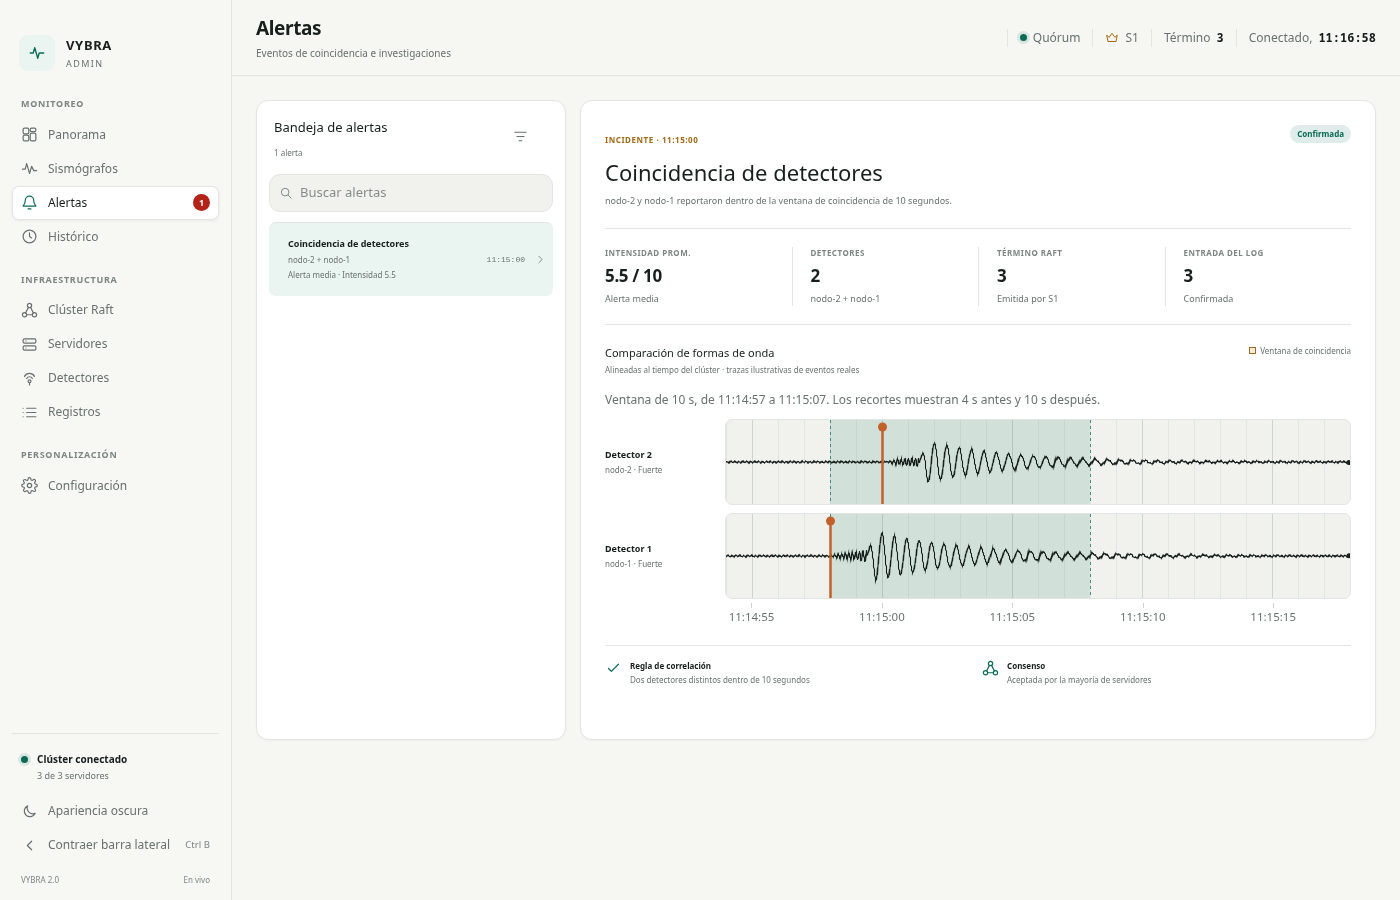 VYBRA
ADMIN
MONITOREO
Panorama
Sismógrafos
Alertas 1
Histórico
INFRAESTRUCTURA
Clúster Raft
Servidores
Detectores
Registros
PERSONALIZACIÓN
Configuración
Clúster conectado
3 de 3 servidores
Apariencia oscura
Contraer barra lateral Ctrl B
VYBRA 2.0 En vivo
Alertas
Eventos de coincidencia e investigaciones
Quórum S1 Término 3 Conectado, 11:16:58
Bandeja de alertas
1 alerta
Buscar alertas
Coincidencia de detectores
nodo-2 + nodo-1 11:15:00
Alerta media · Intensidad 5.5
INCIDENTE · 11:15:00 Confirmada
Coincidencia de detectores
nodo-2 y nodo-1 reportaron dentro de la ventana de coincidencia de 10 segundos.
INTENSIDAD PROM. DETECTORES TÉRMINO RAFT ENTRADA DEL LOG
5.5 / 10 2 3 3
Alerta media nodo-2 + nodo-1 Emitida por S1 Confirmada
Comparación de formas de onda Ventana de coincidencia
Alineadas al tiempo del clúster · trazas ilustrativas de eventos reales
Ventana de 10 s, de 11:14:57 a 11:15:07. Los recortes muestran 4 s antes y 10 s después.
Detector 2
nodo-2 · Fuerte
Detector 1
nodo-1 · Fuerte
11:14:55 11:15:00 11:15:05 11:15:10 11:15:15
Regla de correlación Consenso
Dos detectores distintos dentro de 10 segundos Aceptada por la mayoría de servidores